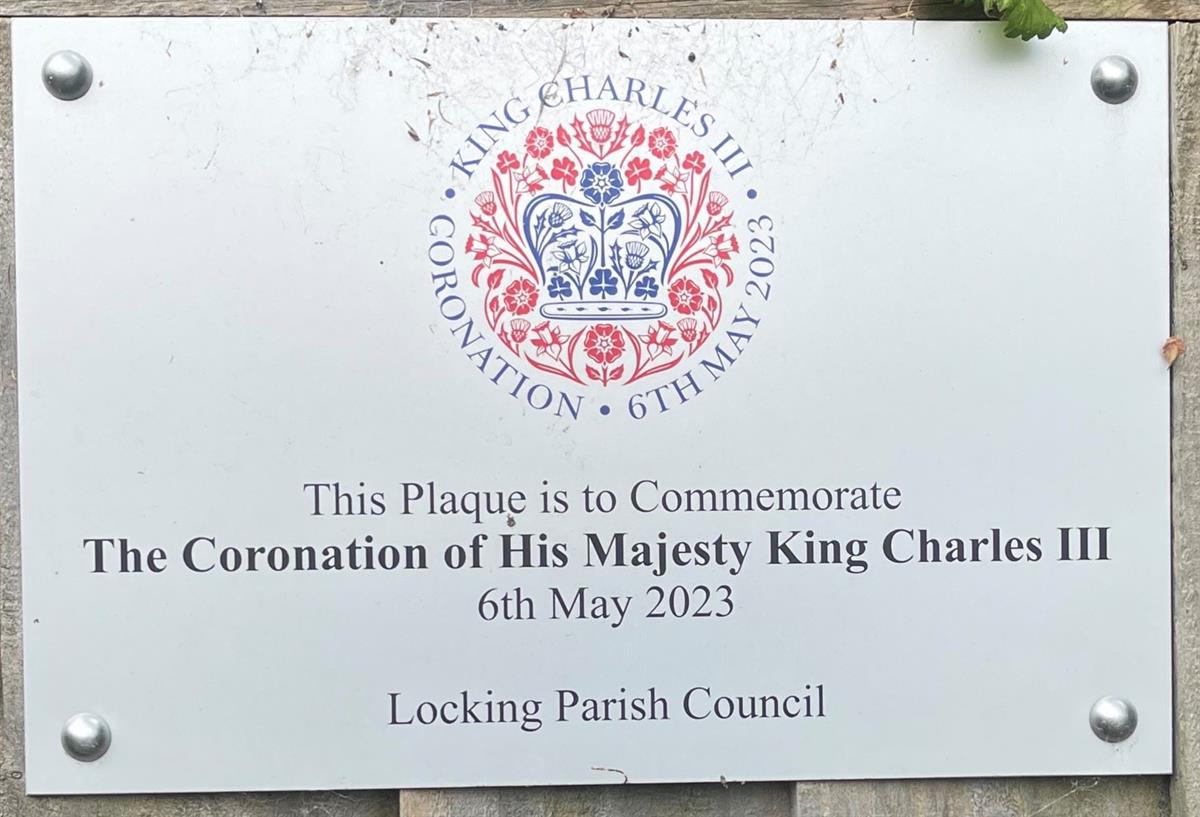 KING CHARLES III
CORONATION • 6TH MAY 2023
This Plaque is to Commemorate
The Coronation of His Majesty King Charles III
6th May 2023
Locking Parish Council